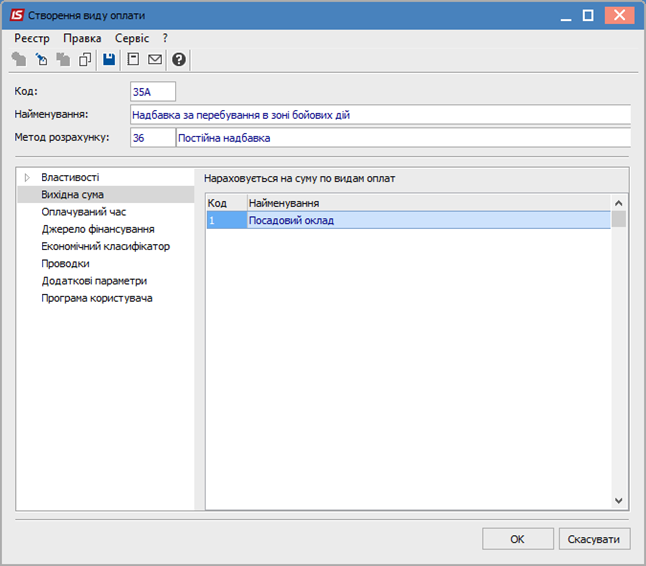 Створення виду оплати
Реєстр Правка Сервіс ?
Код: 35А
Найменування: Надбавка за перебування в зоні бойових дій
Метод розрахунку: 36 Постійна надбавка
Властивості
Вихідна сума
Оплачуваний час
Джерело фінансування
Економічний класифікатор
Проводки
Додаткові параметри
Програма користувача
Нараховується на суму по видам оплат
Код Найменування
1 Посадовий оклад
OK Скасувати